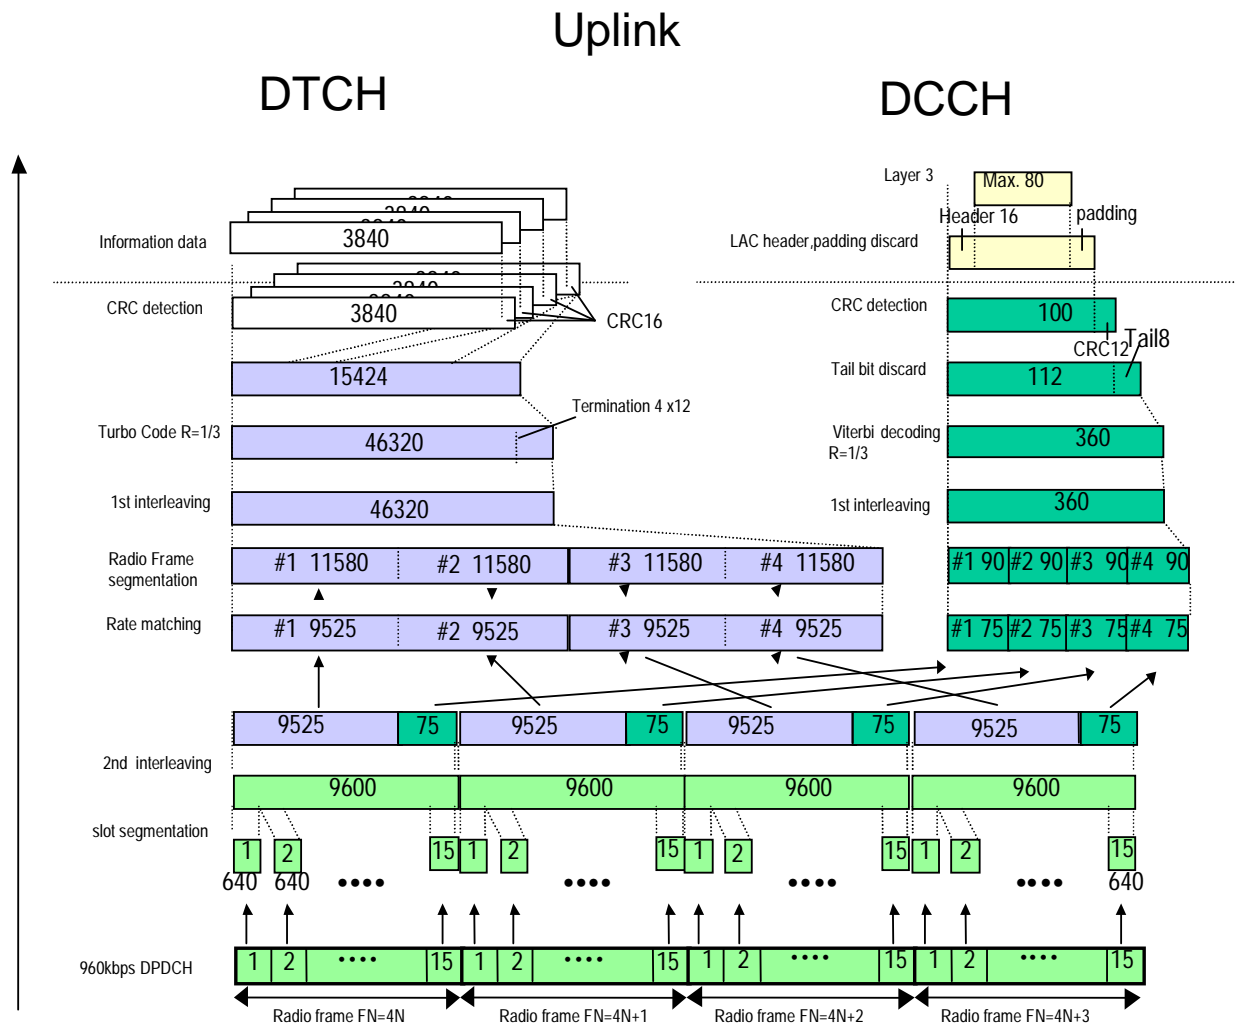 Uplink
DTCH
DCCH
Layer 3
Max. 80
Header 16
padding
Information data
3840
LAC header,padding discard
CRC detection
3840
CRC16
CRC detection
100
CRC12
Tail8
15424
Tail bit discard
112
Termination 4 x12
Turbo Code R=1/3
46320
Viterbi decoding
R=1/3
360
1st interleaving
46320
1st interleaving
360
Radio Frame
segmentation
#1 11580 #2 11580 #3 11580 #4 11580
#1 90 #2 90 #3 90 #4 90
Rate matching
#1 9525 #2 9525 #3 9525 #4 9525
#1 75 #2 75 #3 75 #4 75
9525 75 9525 75 9525 75 9525 75
2nd interleaving
9600 9600 9600 9600
slot segmentation
1 2 15 1 2 15 1 2 15 1 2 15
640 640 •••• •••• •••• •••• 640
960kbps DPDCH
1 2 •••• 15 1 2 •••• 15 1 2 •••• 15 1 2 •••• 15
Radio frame FN=4N Radio frame FN=4N+1 Radio frame FN=4N+2 Radio frame FN=4N+3